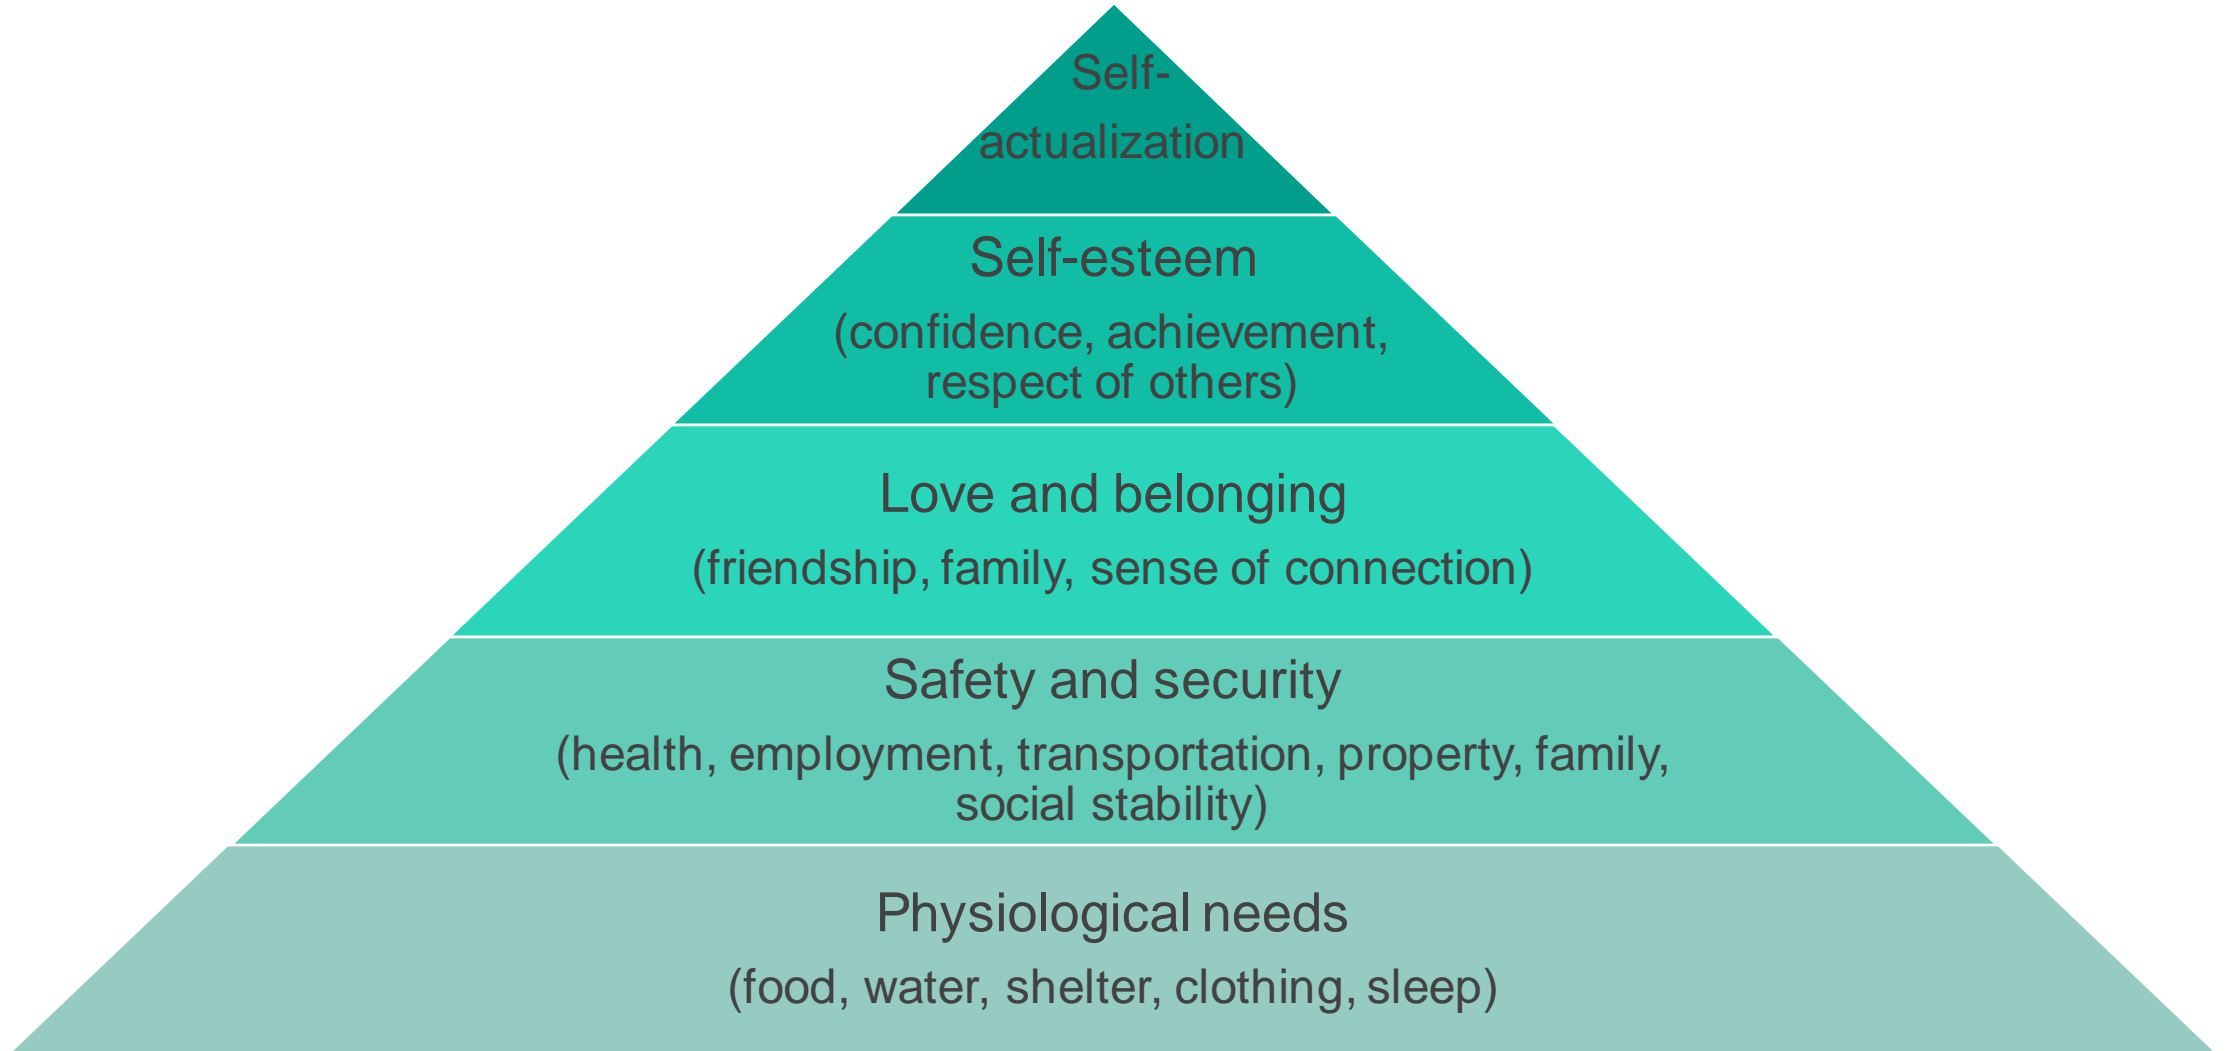 Self-
actualization
Self-esteem
(confidence, achievement,
respect of others)
Love and belonging
(friendship, family, sense of connection)
Safety and security
(health, employment, transportation, property, family,
social stability)
Physiological needs
(food, water, shelter, clothing, sleep)